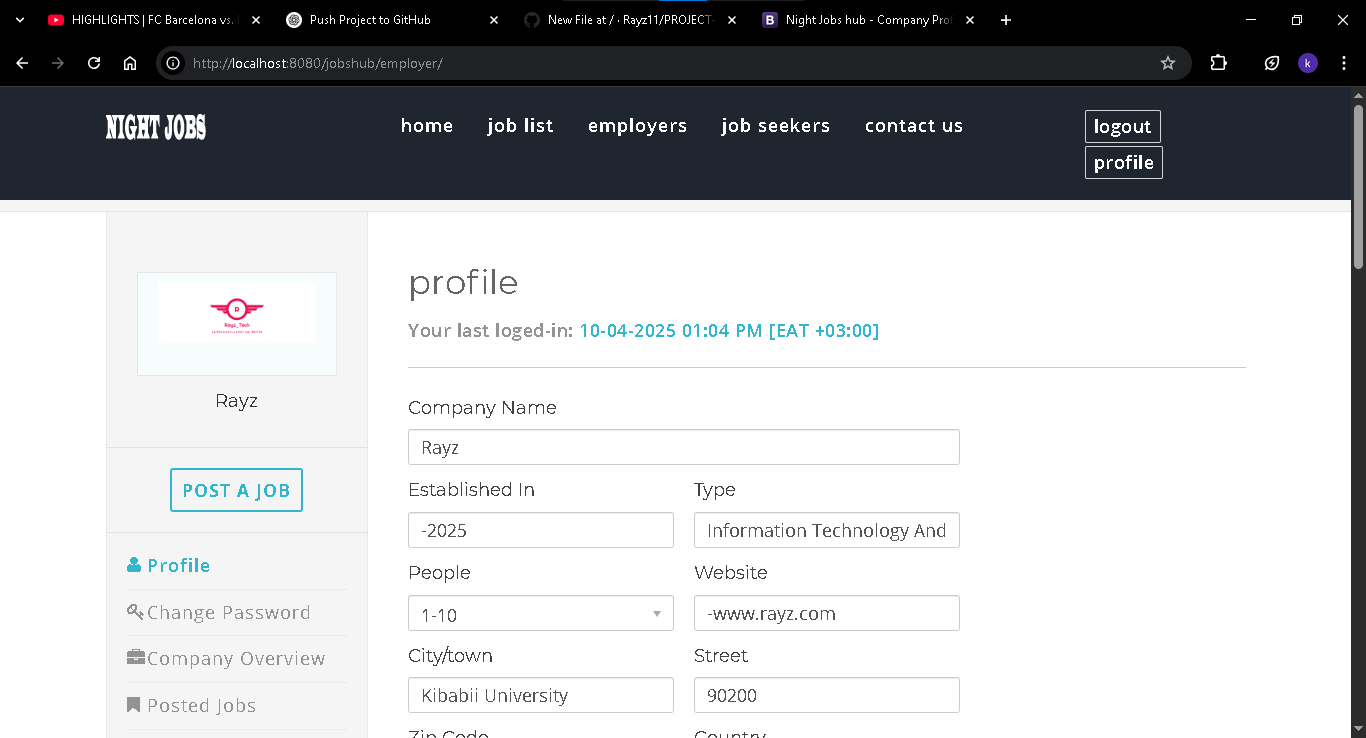 HIGHLIGHTS | FC Barcelona vs.
Push Project to GitHub
New File at / · Rayz11/PROJECT-
Night Jobs hub - Company Prof
http://localhost:8080/jobshub/employer/
k
NIGHT JOBS
home
job list
employers
job seekers
contact us
logout
profile
R
Rayz_Tech
Rayz
POST A JOB
Profile
Change Password
Company Overview
Posted Jobs
profile
Your last loged-in: 10-04-2025 01:04 PM [EAT +03:00]
Company Name
Rayz
Established In
Type
-2025
Information Technology And
People
Website
1-10
-www.rayz.com
City/town
Street
Kibabii University
90200
Zip Code
Country